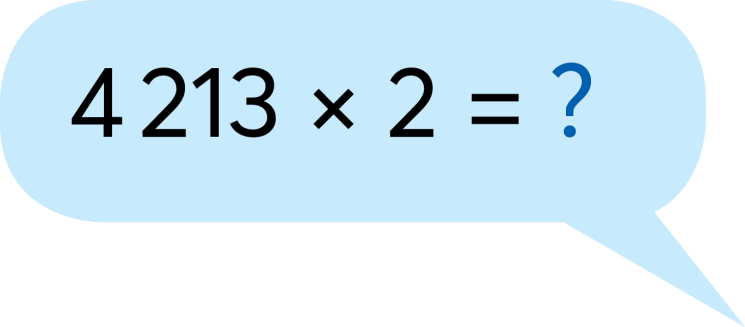 4 213 × 2 = ?